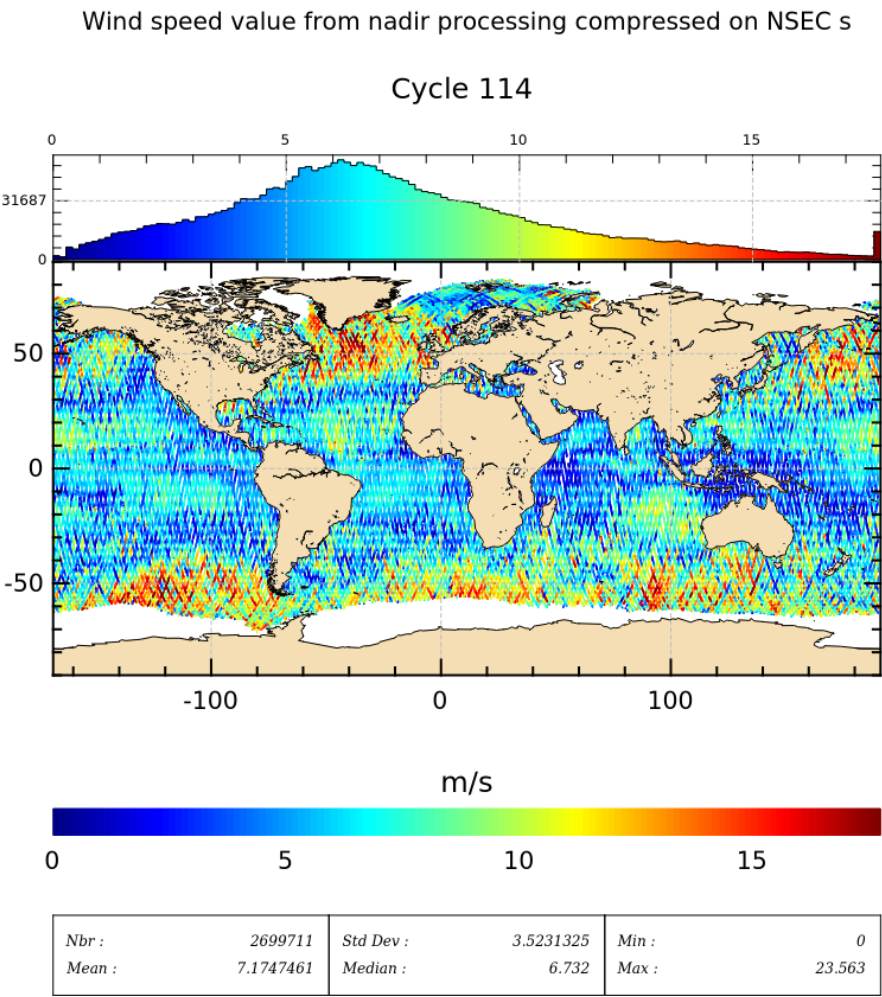 Wind speed value from nadir processing compressed on NSEC s
Cycle 114
0 5 10 15
31687
0
50
0
-50
-100 0 100
m/s
0 5 10 15
Nbr : 2699711 Std Dev : 3.5231325 Min : 0
Mean : 7.1747461 Median : 6.732 Max : 23.563